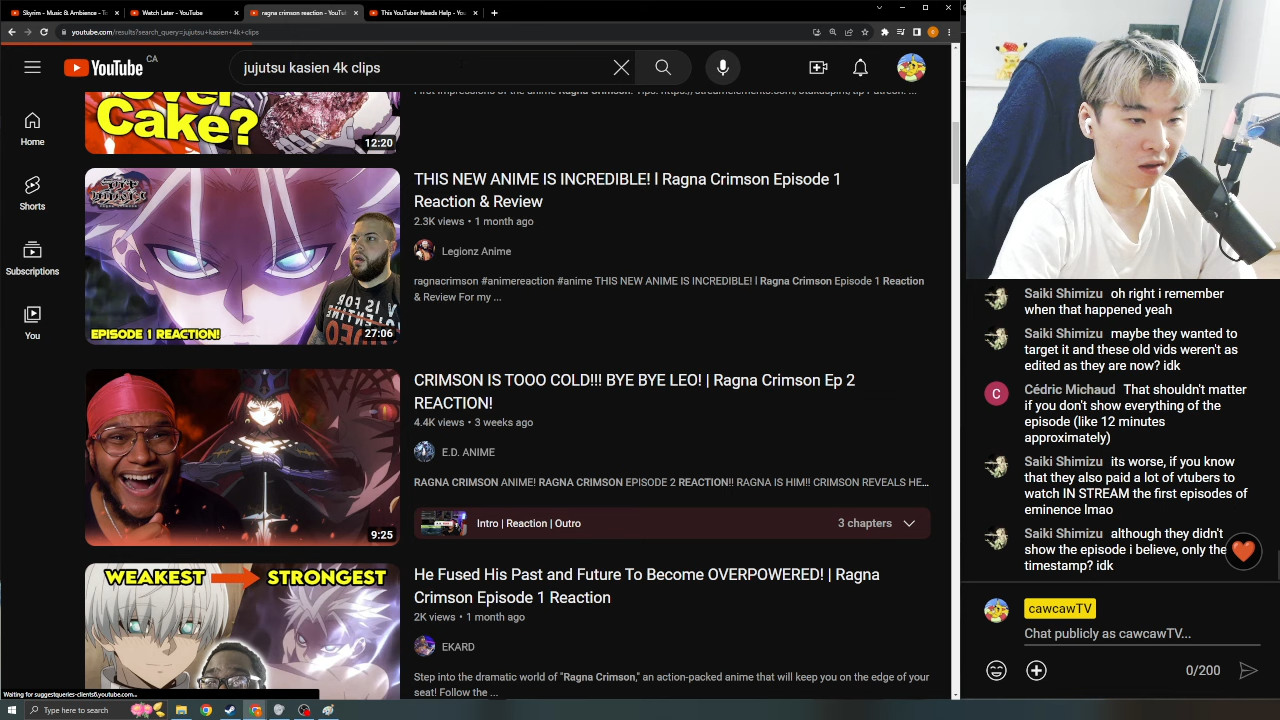 Skyrim - Music & Ambience - T
Watch Later - YouTube
ragna crimson reaction - YouTu
This YouTuber Needs Help - You
youtube.com/results?search_query=jujutsu+kasien+4k+clips
YouTube CA
jujutsu kasien 4k clips
Home
Shorts
Subscriptions
You
Over
Cake?
12:20
First impressions of the anime Ragna Crimson.
THIS NEW ANIME IS INCREDIBLE! l Ragna Crimson Episode 1
Reaction & Review
2.3K views • 1 month ago
Legionz Anime
ragnacrimson #animereaction #anime THIS NEW ANIME IS INCREDIBLE! l Ragna Crimson Episode 1 Reaction
& Review For my ...
EPISODE 1 REACTION!
27:06
CRIMSON IS TOOO COLD!!! BYE BYE LEO! | Ragna Crimson Ep 2
REACTION!
4.4K views • 3 weeks ago
E.D. ANIME
RAGNA CRIMSON ANIME! RAGNA CRIMSON EPISODE 2 REACTION!! RAGNA IS HIM!! CRIMSON REVEALS HE...
Intro | Reaction | Outro
3 chapters
9:25
WEAKEST STRONGEST
He Fused His Past and Future To Become OVERPOWERED! | Ragna
Crimson Episode 1 Reaction
2K views • 1 month ago
EKARD
Step into the dramatic world of "Ragna Crimson," an action-packed anime that will keep you on the edge of your
seat! Follow the ...
Waiting for suggestqueries-clients6.youtube.com...
Type here to search
Saiki Shimizu oh right i remember
when that happened yeah
Saiki Shimizu maybe they wanted to
target it and these old vids weren't as
edited as they are now? idk
C
Cédric Michaud That shouldn't matter
if you don't show everything of the
episode (like 12 minutes
approximately)
Saiki Shimizu its worse, if you know
that they also paid a lot of vtubers to
watch IN STREAM the first episodes of
eminence lmao
Saiki Shimizu although they didn't
show the episode i believe, only the
timestamp? idk
cawcawTV
Chat publicly as cawcawTV...
0/200